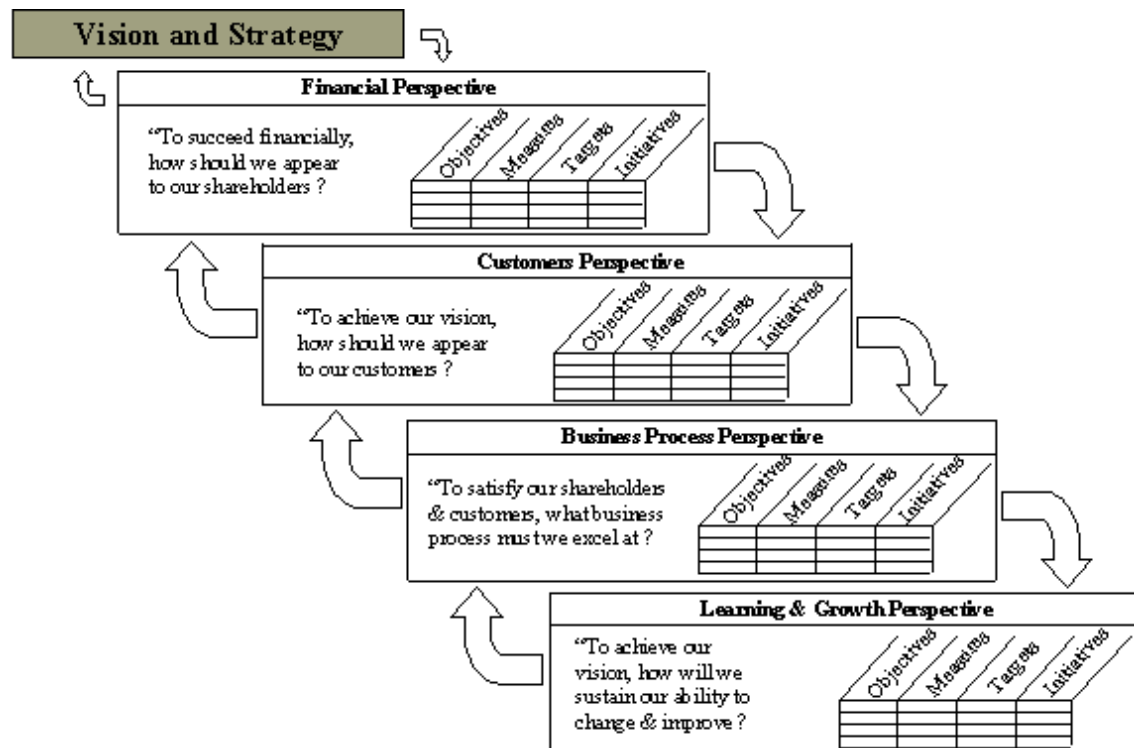 Vision and Strategy
Financial Perspective
“To succeed financially,
how should we appear
to our shareholders ?
Objectives
Measures
Targets
Initiatives
Customers Perspective
“To achieve our vision,
how should we appear
to our customers ?
Objectives
Measures
Targets
Initiatives
Business Process Perspective
“To satisfy our shareholders
& customers, what business
process must we excel at ?
Objectives
Measures
Targets
Initiatives
Learning & Growth Perspective
“To achieve our
vision, how will we
sustain our ability to
change & improve ?
Objectives
Measures
Targets
Initiatives